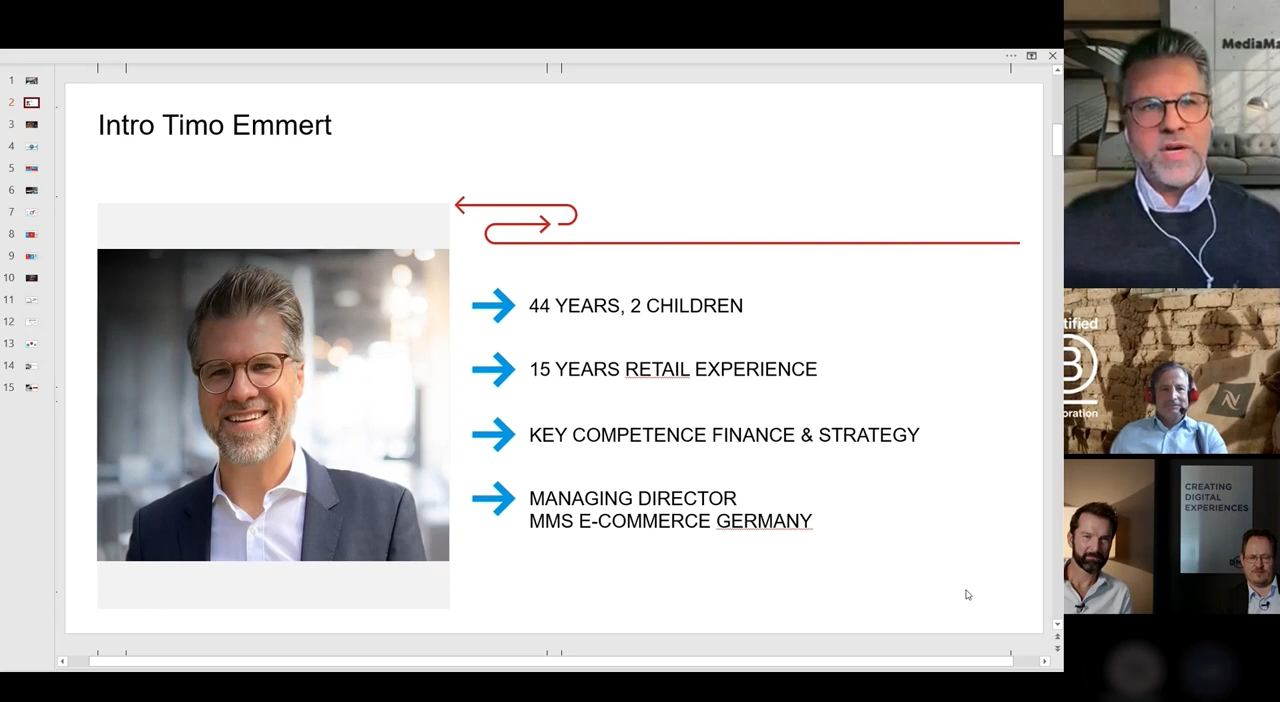 1
2
3
4
5
6
7
8
9
10
11
12
13
14
15
Intro Timo Emmert
44 YEARS, 2 CHILDREN
15 YEARS RETAIL EXPERIENCE
KEY COMPETENCE FINANCE & STRATEGY
MANAGING DIRECTOR
MMS E-COMMERCE GERMANY
MediaMa
tified
B
oration
N
CREATING
DIGITAL
EXPERIENCES